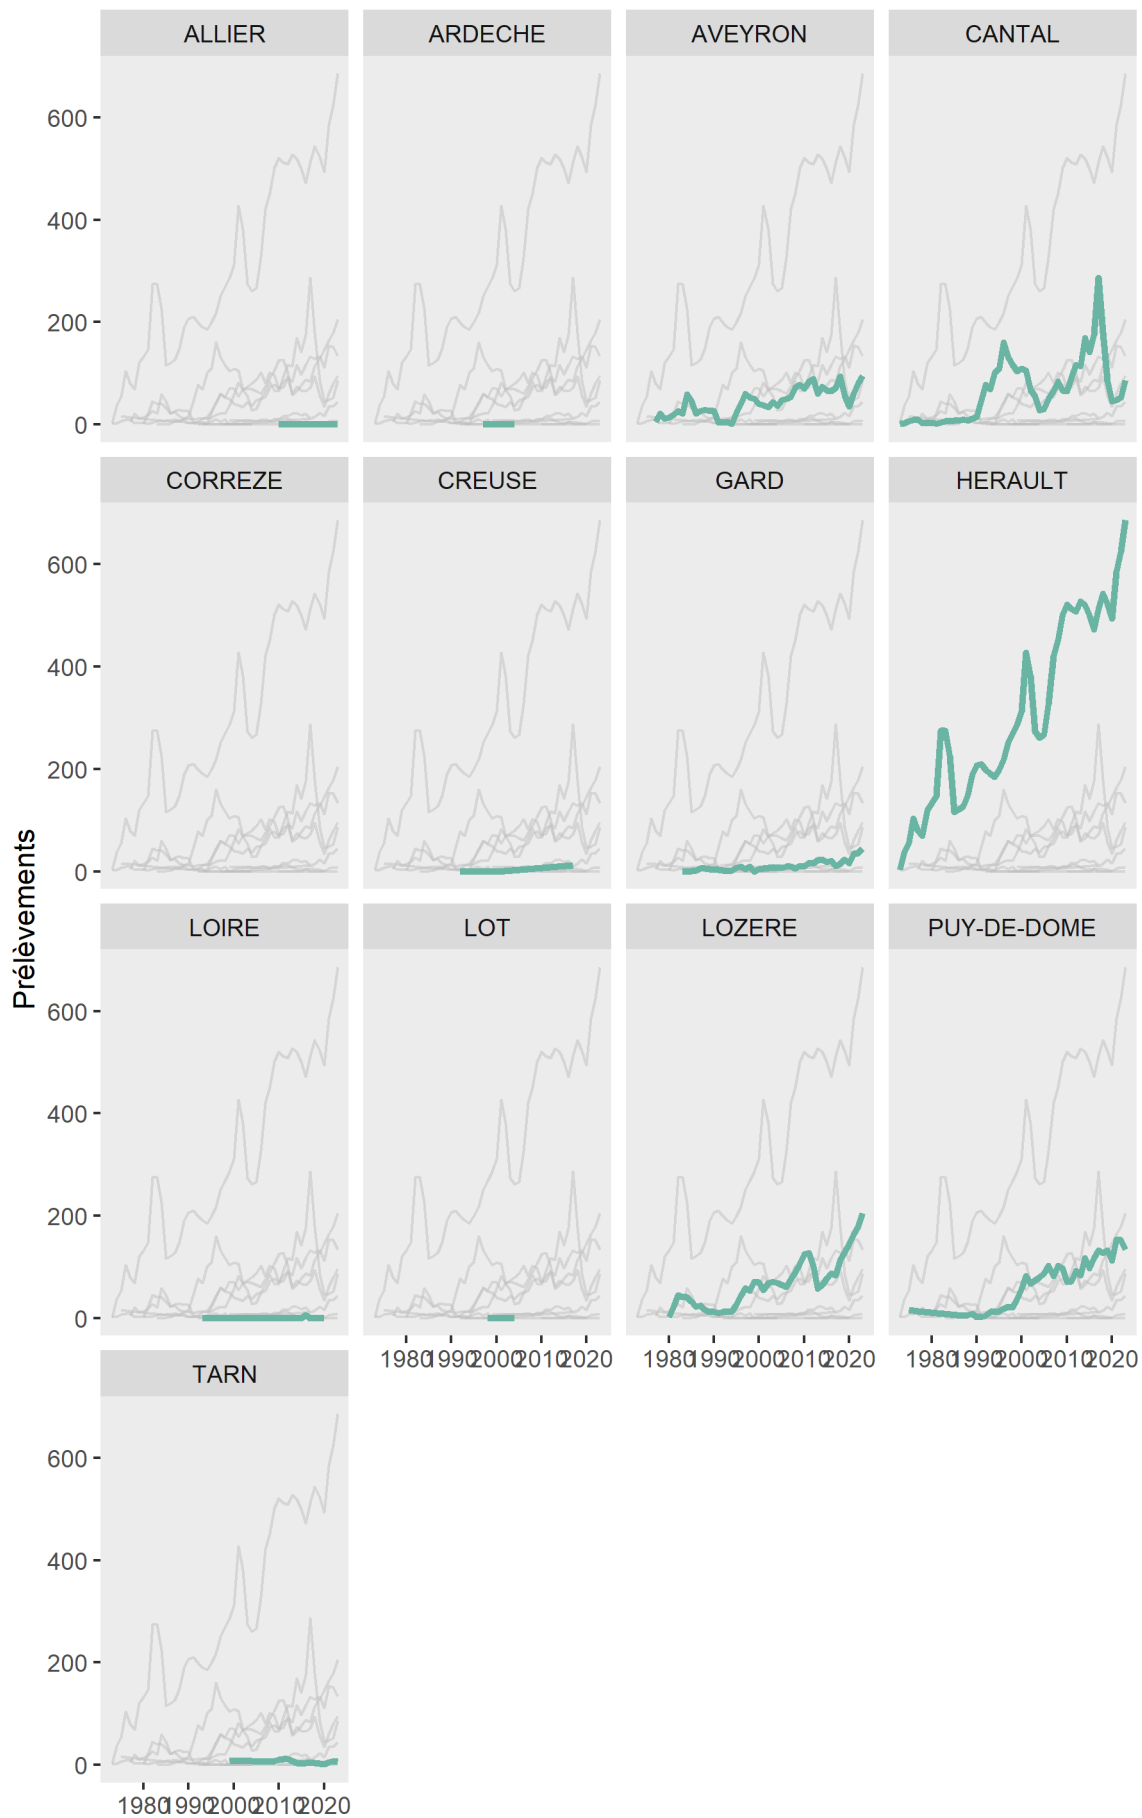 ALLIER ARDECHE AVEYRON CANTAL
600
400
200
0
CORREZE CREUSE GARD HERAULT
600
400
200
0
Prélèvements
LOIRE LOT LOZERE PUY-DE-DOME
600
400
200
0
1980 1990 2000 2010 2020 1980 1990 2000 2010 2020 1980 1990 2000 2010 2020
TARN
600
400
200
0
1980 1990 2000 2010 2020